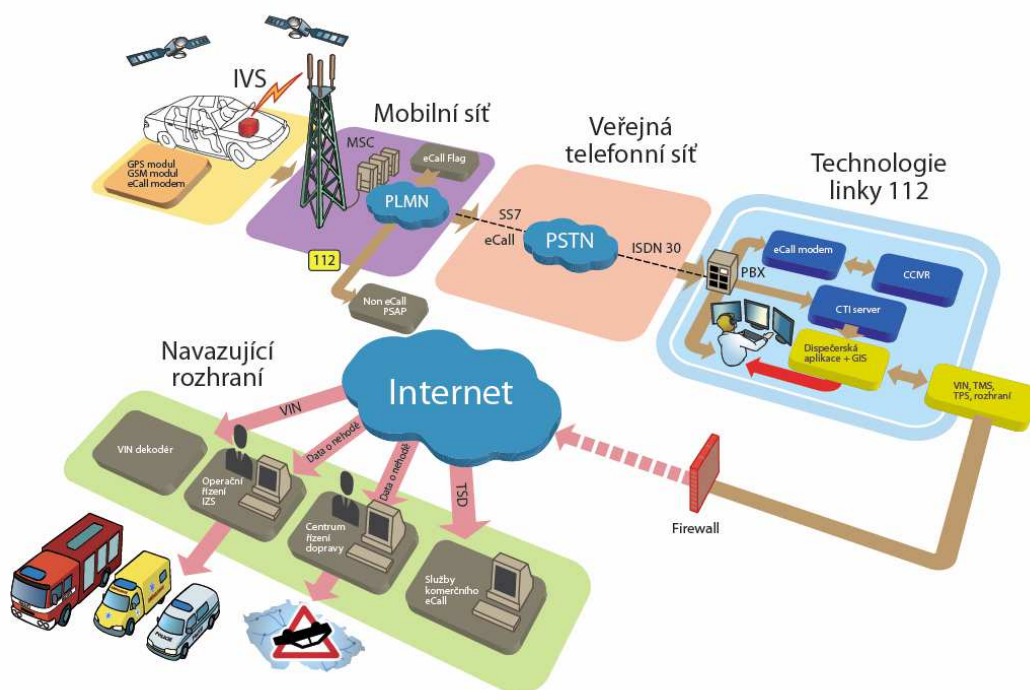 IVS
GPS modul
GSM modul
eCall modem
Mobilní síť
MSC
eCall Flag
PLMN
112
Non eCall
PSAP
Veřejná
telefonní síť
SS7
eCall
PSTN
ISDN 30
Technologie
linky 112
PBX
eCall modem
CCIVR
CTI server
Dispečerská
aplikace + GIS
VIN, TMS,
TPS, rozhraní
Firewall
Internet
Navazující
rozhraní
VIN
Data o nehodě
Data o nehodě
TSD
VIN dekodér
Operační
řízení
IZS
Centrum
řízení
dopravy
Služby
komerčního
eCall
POLICE